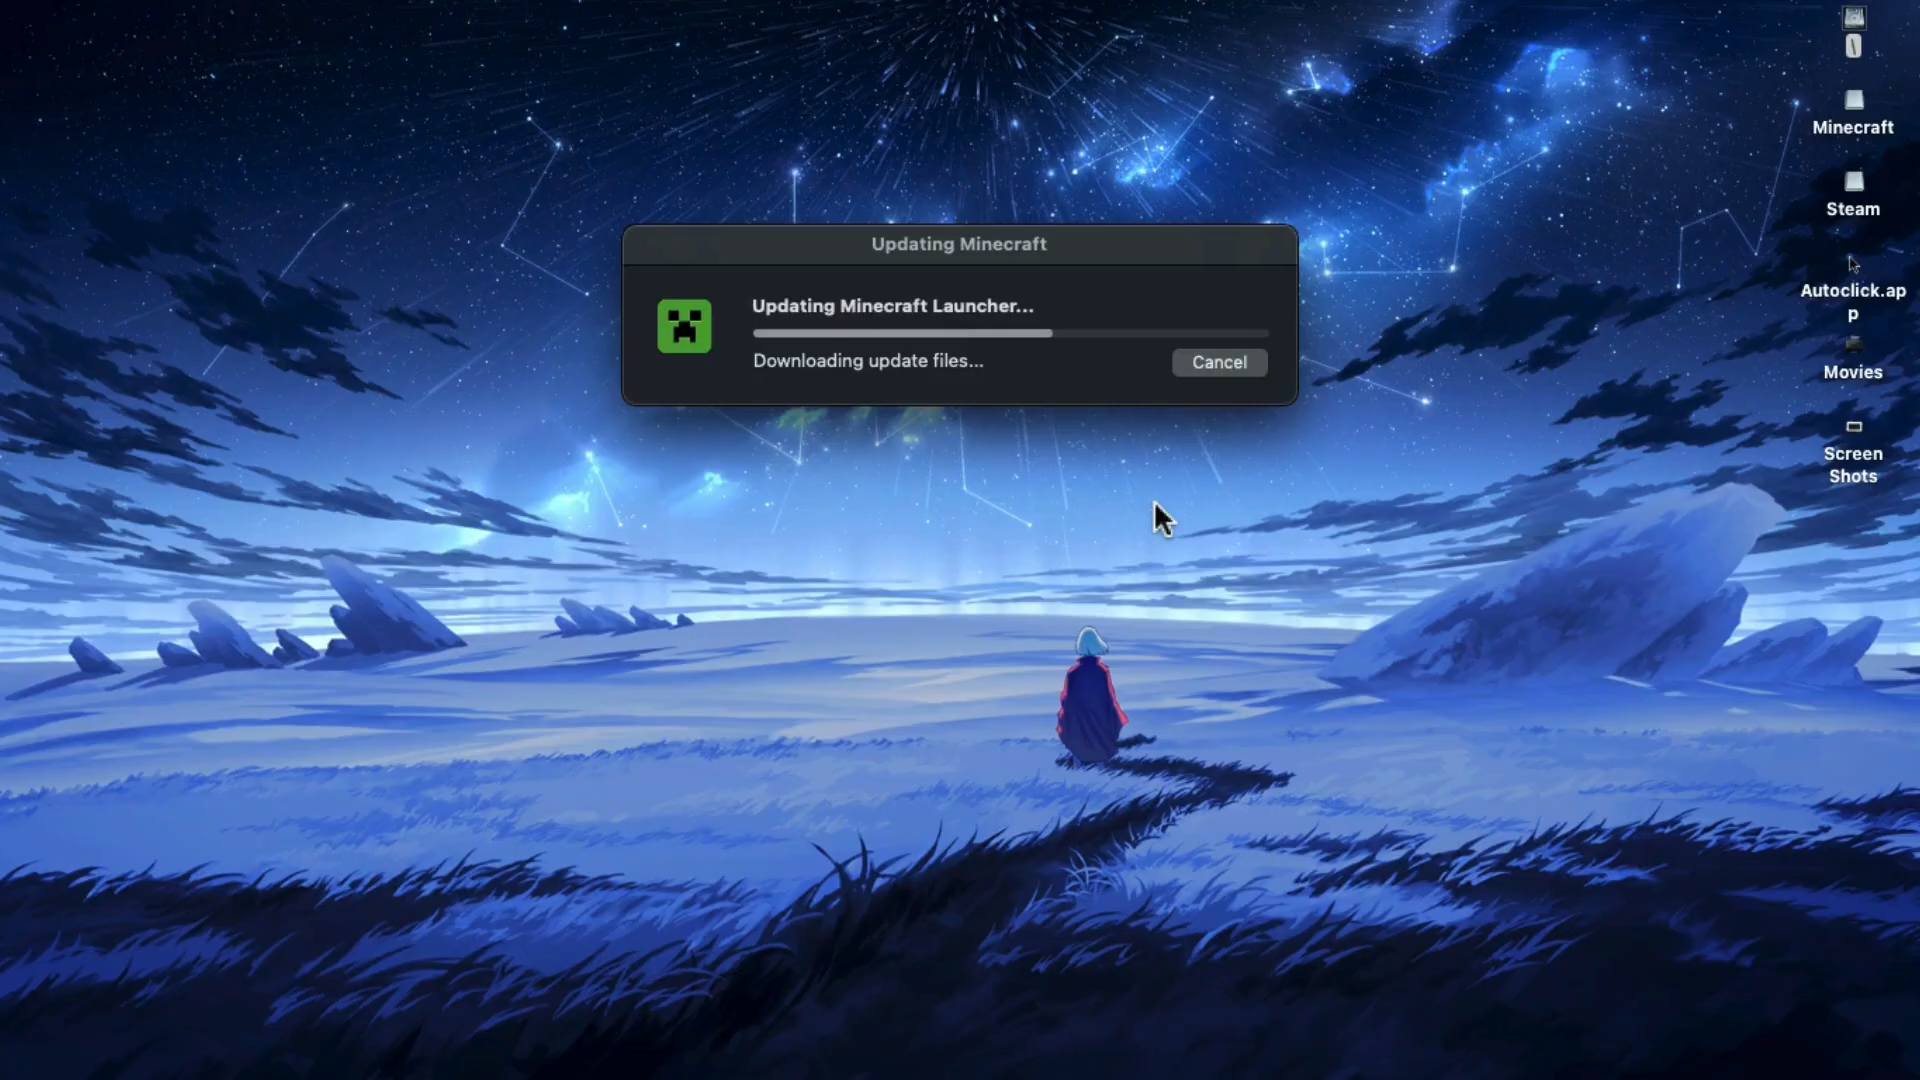 Updating Minecraft
Updating Minecraft Launcher...
Downloading update files...
Cancel
Minecraft
Steam
Autoclick.ap
p
Movies
Screen
Shots